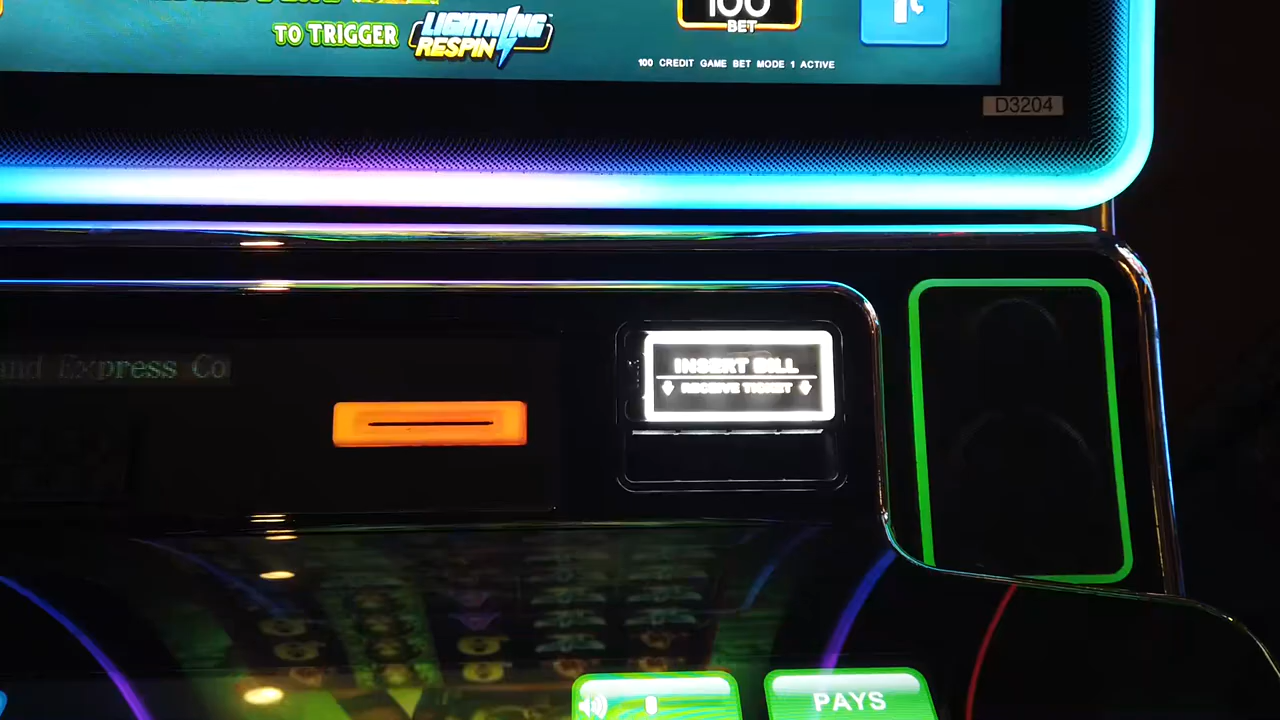 TO TRIGGER LIGHTNING RESPIN
100
BET
100 CREDIT GAME BET MODE 1 ACTIVE
D3204
Express Co
INSERT BILL
RECEIVE TICKET
PAYS